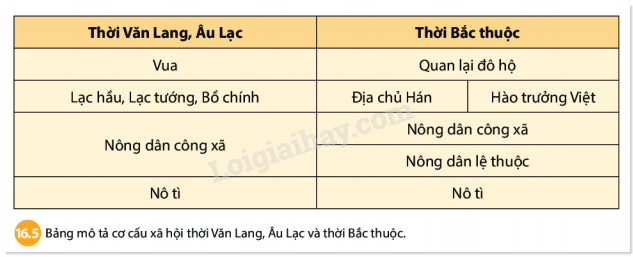 Thời Văn Lang, Âu Lạc
Thời Bắc thuộc
Vua
Quan lại đô hộ
Lạc hầu, Lạc tướng, Bồ chính
Địa chủ Hán
Hào trưởng Việt
Nông dân công xã
Nông dân công xã
Nông dân lệ thuộc
Nô tì
Nô tì
Loigiaihay.com
16.5 Bảng mô tả cơ cấu xã hội thời Văn Lang, Âu Lạc và thời Bắc thuộc.